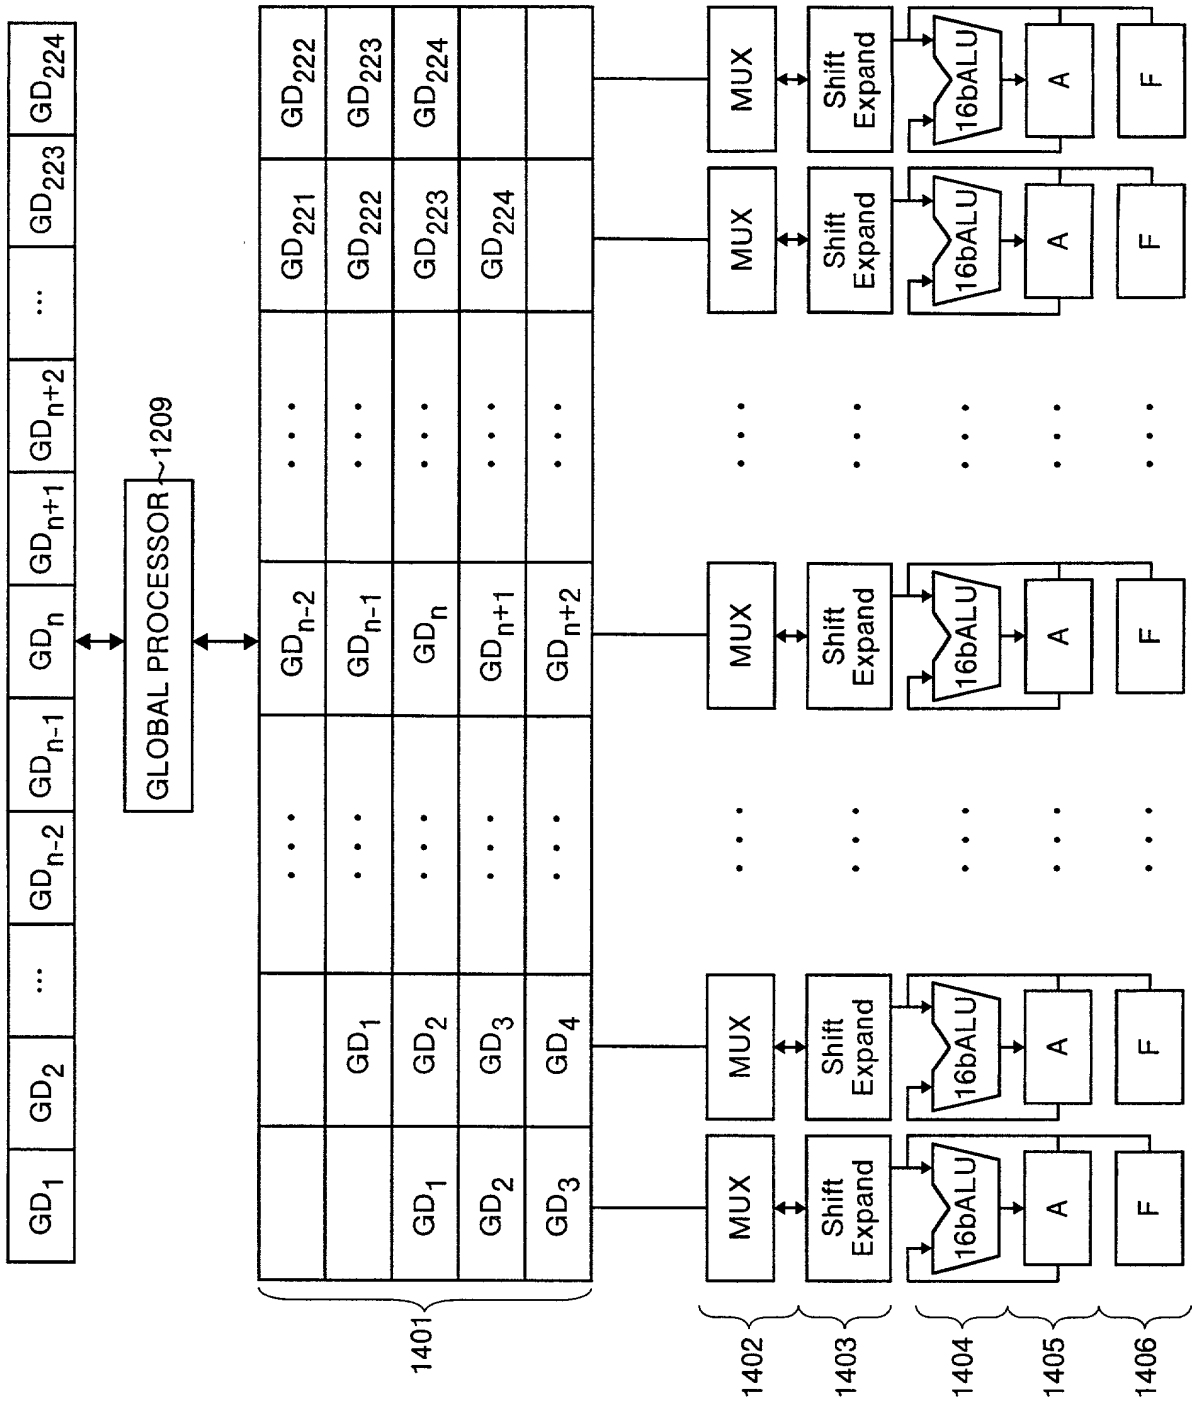 GD1 GD2 ... GDn-2 GDn-1 GDn GDn+1 GDn+2 ... GD223 GD224
GLOBAL PROCESSOR ~1209
... GDn-2 ... GD221 GD222
GD1 ... GDn-1 ... GD222 GD223
GD1 GD2 ... GDn ... GD223 GD224
GD2 GD3 ... GDn+1 ... GD224
GD3 GD4 ... GDn+2 ...
1401
1402 MUX MUX ... MUX ... MUX MUX
1403 Shift Shift ... Shift ... Shift Shift
Expand Expand Expand Expand Expand
1404 16bALU 16bALU ... 16bALU ... 16bALU 16bALU
1405 A A ... A ... A A
1406 F F ... F ... F F